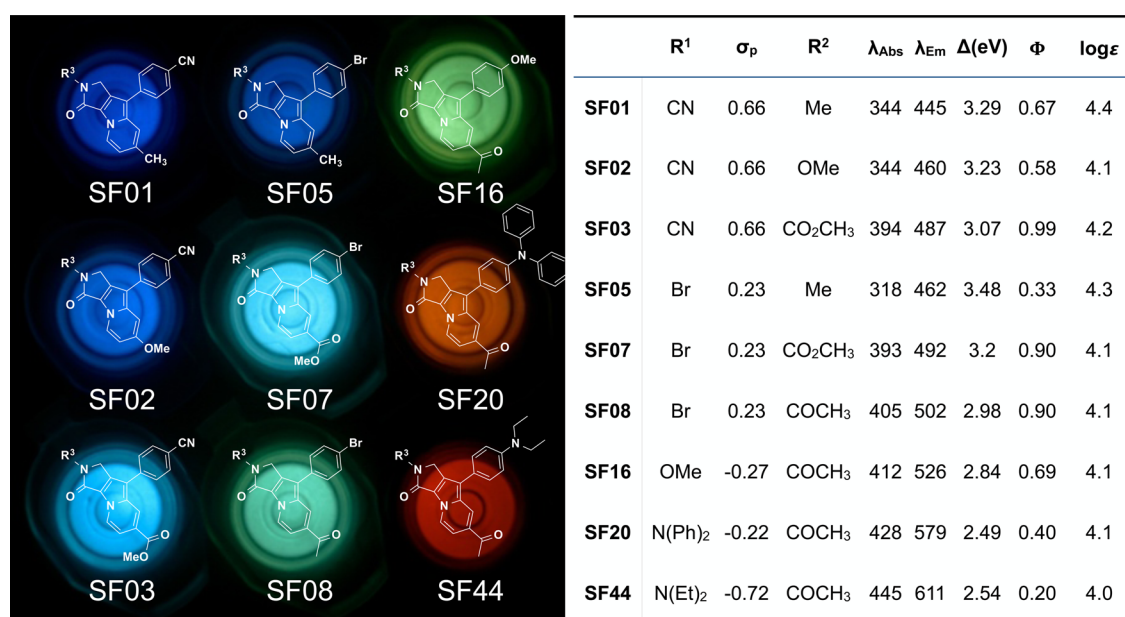 R³
N
O
N
CN
CH₃
SF01
R³
N
O
N
Br
CH₃
SF05
R³
N
O
N
OMe
O
SF16
R³
N
O
N
CN
OMe
SF02
R³
N
O
N
Br
O
MeO
SF07
R³
N
O
N
N
O
SF20
R³
N
O
N
CN
O
MeO
SF03
R³
N
O
N
Br
O
SF08
R³
N
O
N
N
O
SF44
R¹ σₚ R² λAbs λEm Δ(eV) Φ logε
SF01 CN 0.66 Me 344 445 3.29 0.67 4.4
SF02 CN 0.66 OMe 344 460 3.23 0.58 4.1
SF03 CN 0.66 CO₂CH₃ 394 487 3.07 0.99 4.2
SF05 Br 0.23 Me 318 462 3.48 0.33 4.3
SF07 Br 0.23 CO₂CH₃ 393 492 3.2 0.90 4.1
SF08 Br 0.23 COCH₃ 405 502 2.98 0.90 4.1
SF16 OMe -0.27 COCH₃ 412 526 2.84 0.69 4.1
SF20 N(Ph)₂ -0.22 COCH₃ 428 579 2.49 0.40 4.1
SF44 N(Et)₂ -0.72 COCH₃ 445 611 2.54 0.20 4.0